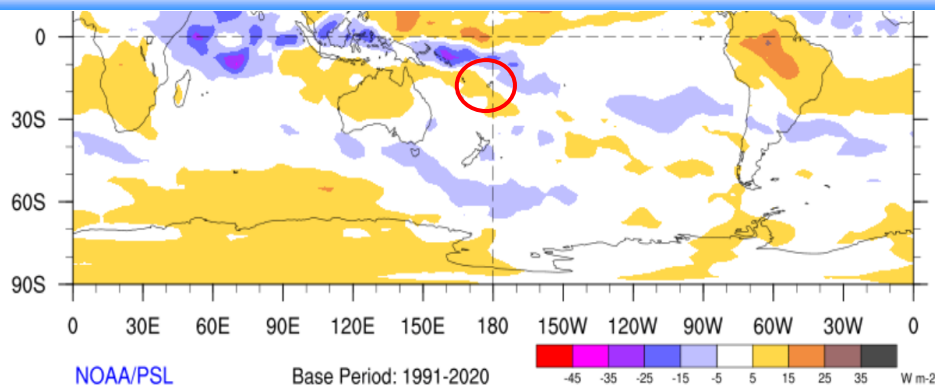 0
30S
60S
90S
0 30E 60E 90E 120E 150E 180 150W 120W 90W 60W 30W 0
-45 -35 -25 -15 -5 5 15 25 35 W m-2
NOAA/PSL Base Period: 1991-2020